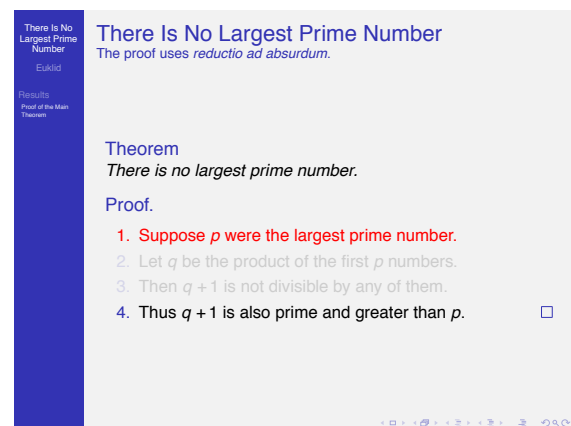 There Is No
Largest Prime
Number
Euklid
Results
Proof of the Main
Theorem
There Is No Largest Prime Number
The proof uses reductio ad absurdum.
Theorem
There is no largest prime number.
Proof.
1. Suppose p were the largest prime number.
2. Let q be the product of the first p numbers.
3. Then q + 1 is not divisible by any of them.
4. Thus q + 1 is also prime and greater than p. □